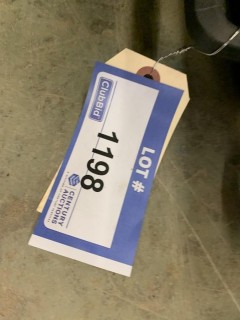 LOT #
1198
ClubBid
CENTURY
AUCTIONS